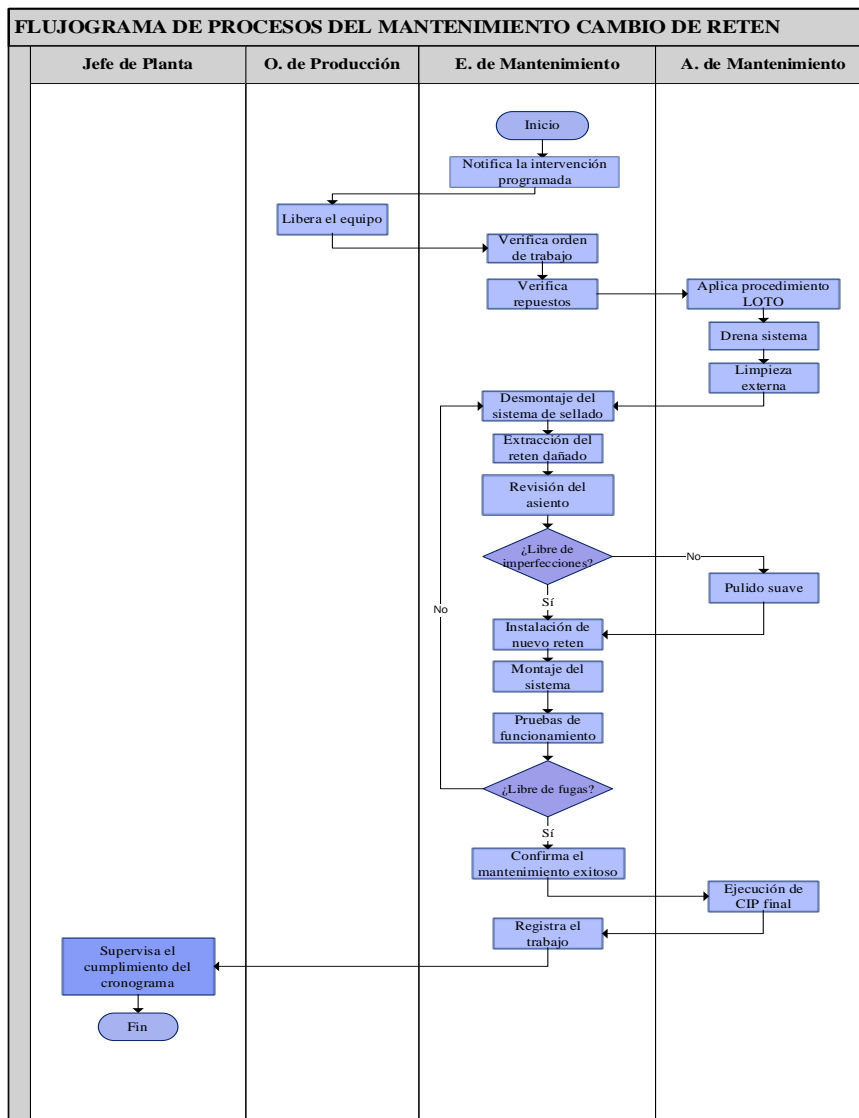 FLUJOGRAMA DE PROCESOS DEL MANTENIMIENTO CAMBIO DE RETEN
Jefe de Planta
O. de Producción
E. de Mantenimiento
A. de Mantenimiento
Inicio
Notifica la intervención
programada
Libera el equipo
Verifica orden
de trabajo
Verifica
repuestos
Aplica procedimiento
LOTO
Drena sistema
Limpieza
externa
Desmontaje del
sistema de sellado
Extracción del
reten dañado
Revisión del
asiento
¿Libre de
imperfecciones?
No
Pulido suave
Sí
No
Instalación de
nuevo reten
Montaje del
sistema
Pruebas de
funcionamiento
¿Libre de fugas?
Sí
Confirma el
mantenimiento exitoso
Ejecución de
CIP final
Registra el
trabajo
Supervisa el
cumplimiento del
cronograma
Fin